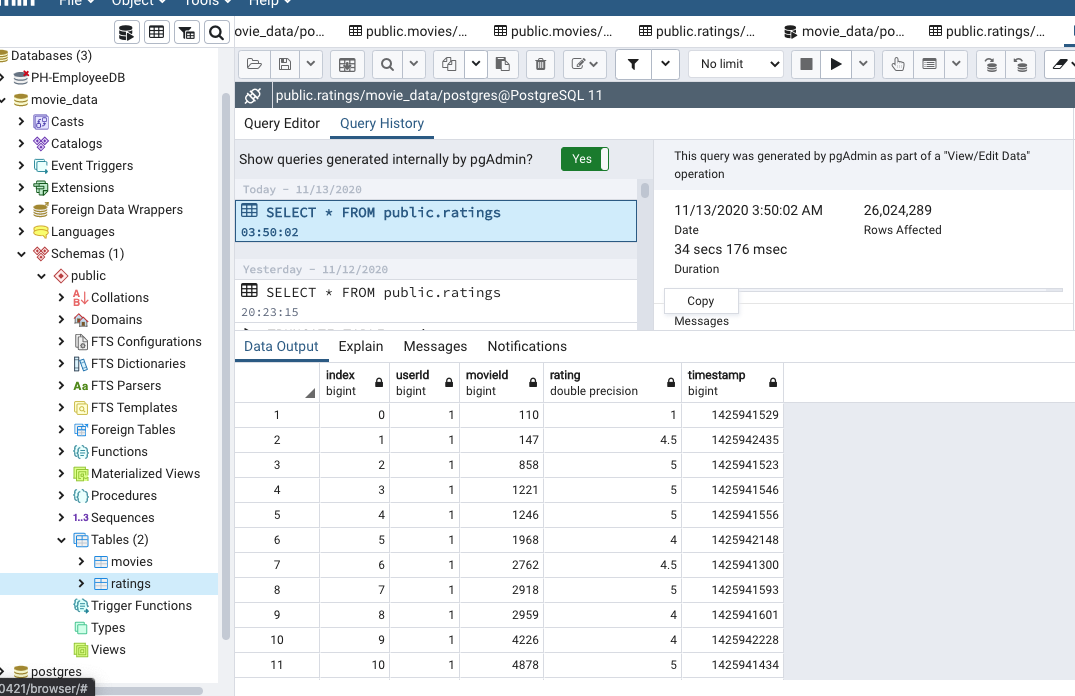 File Object Tools Help
ovie_data/po... public.movies/... public.movies/... public.ratings/... movie_data/po... public.ratings/...
No limit
public.ratings/movie_data/postgres@PostgreSQL 11
Query Editor Query History
Show queries generated internally by pgAdmin? Yes
Today - 11/13/2020
SELECT * FROM public.ratings
03:50:02
Yesterday - 11/12/2020
SELECT * FROM public.ratings
20:23:15
This query was generated by pgAdmin as part of a "View/Edit Data"
operation
11/13/2020 3:50:02 AM 26,024,289
Date Rows Affected
34 secs 176 msec
Duration
Copy
Messages
Databases (3)
PH-EmployeeDB
movie_data
Casts
Catalogs
Event Triggers
Extensions
Foreign Data Wrappers
Languages
Schemas (1)
public
Collations
Domains
FTS Configurations
FTS Dictionaries
Aa FTS Parsers
FTS Templates
Foreign Tables
Functions
Materialized Views
Procedures
1..3 Sequences
Tables (2)
movies
ratings
Trigger Functions
Types
Views
postgres
0421/browser/#
Data Output Explain Messages Notifications
index userId movieId rating timestamp
bigint bigint bigint double precision bigint
1 0 1 110 1 1425941529
2 1 1 147 4.5 1425942435
3 2 1 858 5 1425941523
4 3 1 1221 5 1425941546
5 4 1 1246 5 1425941556
6 5 1 1968 4 1425942148
7 6 1 2762 4.5 1425941300
8 7 1 2918 5 1425941593
9 8 1 2959 4 1425941601
10 9 1 4226 4 1425942228
11 10 1 4878 5 1425941434